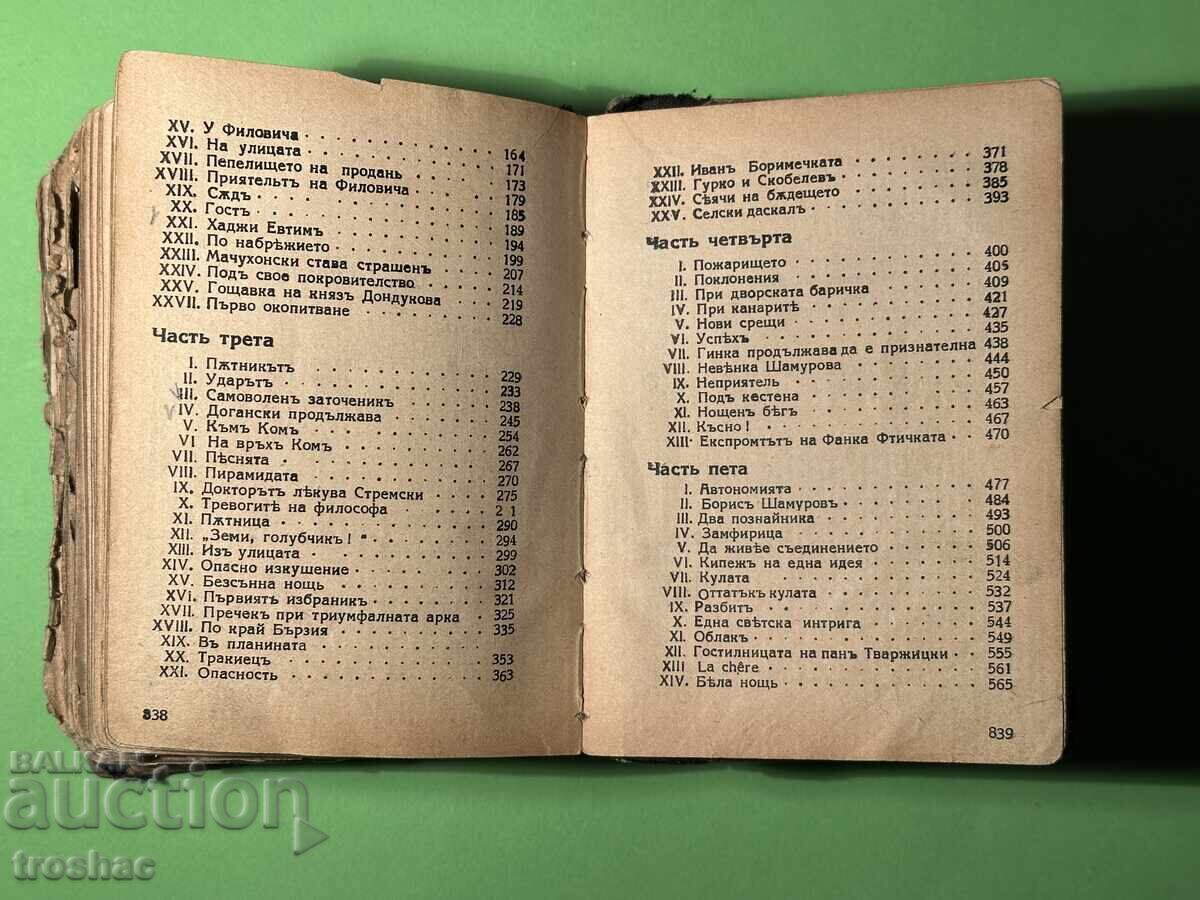 XV. У Филовича . . . . . . . . . . 164
XVI. На улицата . . . . . . . . . . 171
XVII. Пепелището на продань . . . . . 173
XVIII. Приятельтъ на Филовича . . . . . 179
XIX. Сѫдъ . . . . . . . . . . 185
XX. Гостъ . . . . . . . . . . 189
XXI. Хаджи Евтимъ . . . . . . . . 194
XXII. По набрѣжието . . . . . . . . 199
XXIII. Мачухонски става страшенъ . . . . 207
XXIV. Подъ свое покровителство . . . . 214
XXV. Гощавка на князъ Дондукова . . . 219
XXVII. Първо окопитване . . . . . . . 228
Часть трета
I. Пѫтникътъ . . . . . . . . . . 229
II. Ударътъ . . . . . . . . . . 233
III. Самоволенъ заточеникъ . . . . . . 238
IV. Догански продължава . . . . . . 245
V. Къмъ Комъ . . . . . . . . . . 254
VI На връхъ Комъ . . . . . . . . 262
VII. Пѣснята . . . . . . . . . . 267
VIII. Пирамидата . . . . . . . . . 270
IX. Докторътъ лѣкува Стремски . . . . 275
X. Тревогитѣ на философа . . . . . . 2 1
XI. Пѫтница . . . . . . . . . . 290
XII. „Земи, голубчикъ! “ . . . . . . . 294
XIII. Изъ улицата . . . . . . . . . 299
XIV. Опасно изкушение . . . . . . . 302
XV. Безсънна нощь . . . . . . . . 312
XVI. Първиятъ избраникъ . . . . . . . 321
XVII. Пречекъ при триумфалната арка . . 325
XVIII. По край Бързия . . . . . . . . 335
XIX. Въ планината . . . . . . . . .
XX. Тракиецъ . . . . . . . . . . 353
XXI. Опасность . . . . . . . . . . 363
838
XXII. Иванъ Боримечката . . . . . . . 371
XXIII. Гурко и Скобелевъ . . . . . . . 378
XXIV. Сѣячи на бѫдещето . . . . . . . 385
XXV. Селски даскалъ . . . . . . . . 393
Часть четвърта
I. Пожарището . . . . . . . . . 400
II. Поклонения . . . . . . . . . 405
III. При дворската баричка . . . . . . 409
IV. При канаритѣ . . . . . . . . . 421
V. Нови срещи . . . . . . . . . 427
VI. Успѣхъ . . . . . . . . . . 435
VII. Гинка продължава да е признателна 438
VIII. Невѣнка Шамурова . . . . . . . 444
IX. Неприятель . . . . . . . . . 450
X. Подъ кестена . . . . . . . . . 457
XI. Нощенъ бѣгъ . . . . . . . . . 463
XII. Късно! . . . . . . . . . . 467
XIII· Експромтътъ на Фанка Фтичката . . 470
Часть пета
I. Автономията . . . . . . . . . 477
II. Борисъ Шамуровъ . . . . . . . . 484
III. Два познайника . . . . . . . . 493
IV. Замфирица . . . . . . . . . 500
V. Да живѣе съединението . . . . . . 506
VI. Кипежъ на една идея . . . . . . 514
VII. Кулата . . . . . . . . . . 524
VIII. Оттатъкъ кулата . . . . . . . . 532
IX. Разбитъ . . . . . . . . . . 537
X. Една свѣтска интрига . . . . . . 544
XI. Облакъ . . . . . . . . . . 549
XII. Гостилницата на панъ Тваржицки . . 555
XIII La chêre . . . . . . . . . . 561
XIV. Бѣла нощь . . . . . . . . . . 565
839
BALKAN
auction
troshac